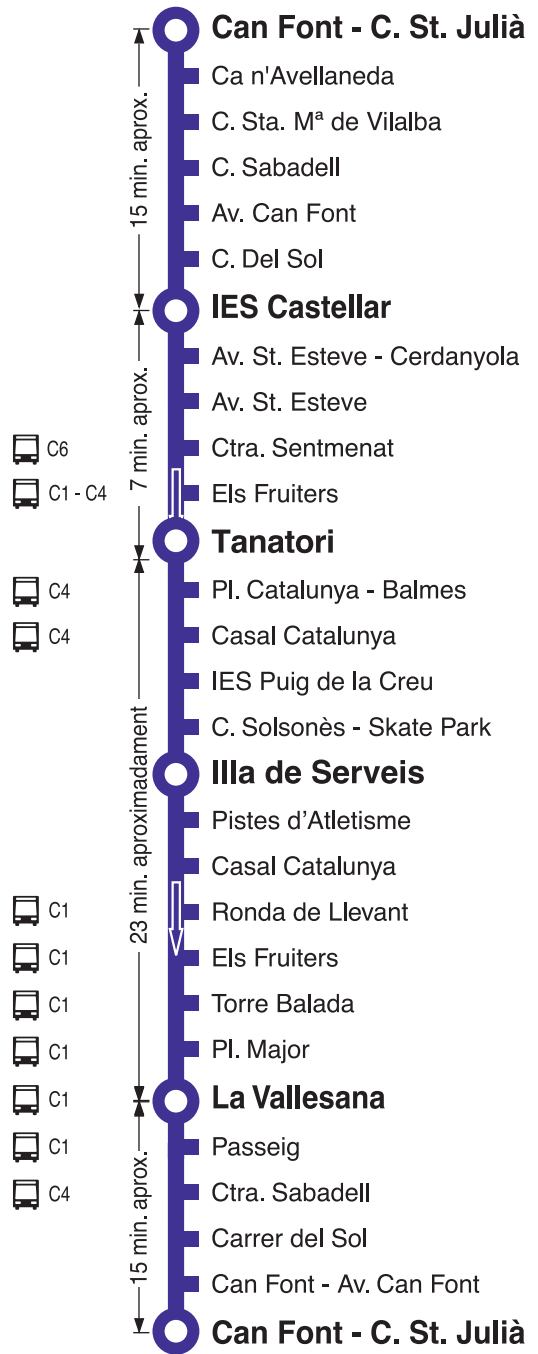 Can Font - C. St. Julià
Ca n'Avellaneda
C. Sta. Mª de Vilalba
C. Sabadell
Av. Can Font
C. Del Sol
15 min. aprox.
IES Castellar
Av. St. Esteve - Cerdanyola
Av. St. Esteve
C6 Ctra. Sentmenat
C1 - C4 Els Fruiters
7 min. aprox.
Tanatori
C4 Pl. Catalunya - Balmes
C4 Casal Catalunya
IES Puig de la Creu
C. Solsonès - Skate Park
Illa de Serveis
23 min. aproximadament
Pistes d’Atletisme
Casal Catalunya
C1 Ronda de Llevant
C1 Els Fruiters
C1 Torre Balada
C1 Pl. Major
C1 La Vallesana
C1 Passeig
C4 Ctra. Sabadell
Carrer del Sol
Can Font - Av. Can Font
15 min. aprox.
Can Font - C. St. Julià